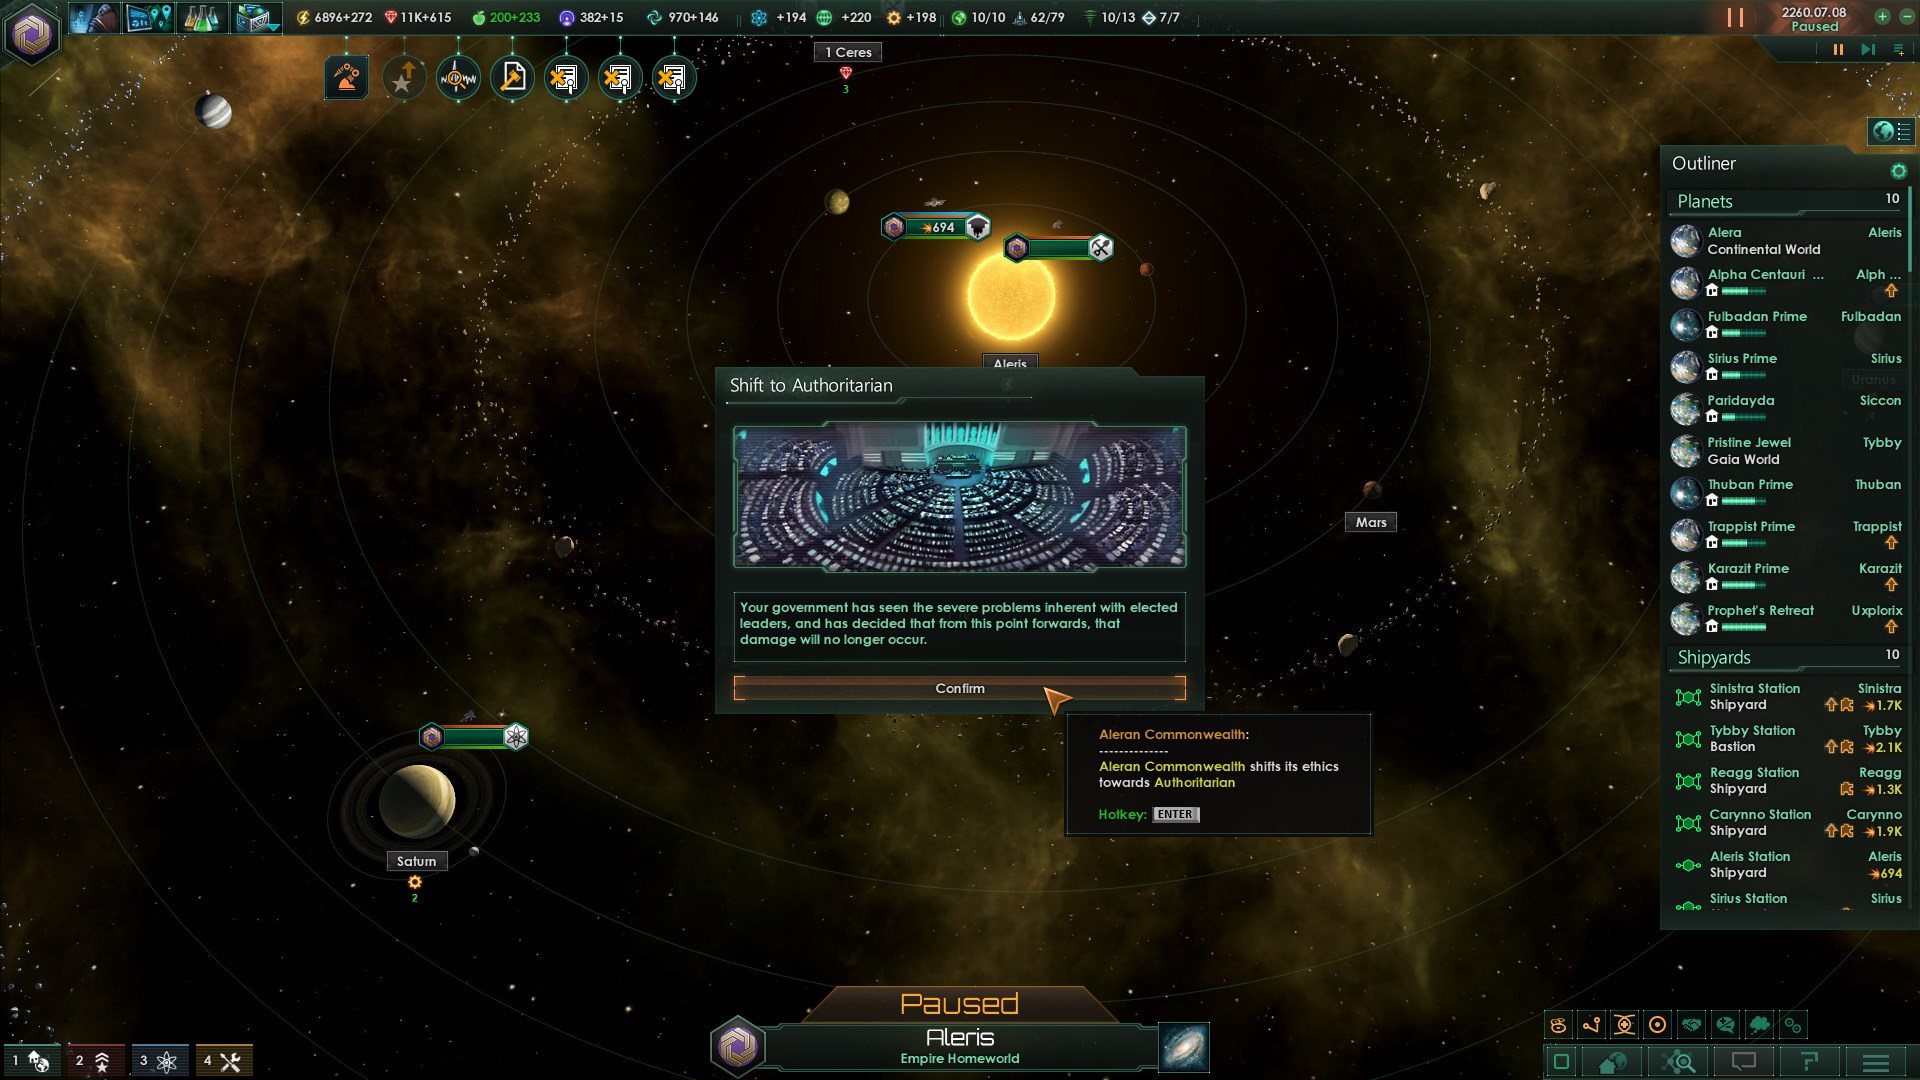 6896+272 11K+615 200+233 382+15 970+146 +194 +220 +198 10/10 62/79 10/13 7/7
2260.07.08
Paused
1 Ceres
3
694
Aleris
Mars
Uranus
Saturn
2
Shift to Authoritarian
Your government has seen the severe problems inherent with elected
leaders, and has decided that from this point forwards, that
damage will no longer occur.
Confirm
Aleran Commonwealth:
--------------
Aleran Commonwealth shifts its ethics
towards Authoritarian
Hotkey: ENTER
Outliner
Planets 10
Alera Aleris
Continental World
Alpha Centauri ... Alph ...
Fulbadan Prime Fulbadan
Sirius Prime Sirius
Paridayda Siccon
Pristine Jewel Tybby
Gaia World
Thuban Prime Thuban
Trappist Prime Trappist
Karazit Prime Karazit
Prophet's Retreat Uxplorix
Shipyards 10
Sinistra Station Sinistra
Shipyard 1.7K
Tybby Station Tybby
Bastion 2.1K
Reagg Station Reagg
Shipyard 1.3K
Carynno Station Carynno
Shipyard 1.9K
Aleris Station Aleris
Shipyard 694
Sirius Station Sirius
Paused
Aleris
Empire Homeworld
1 2 3 4